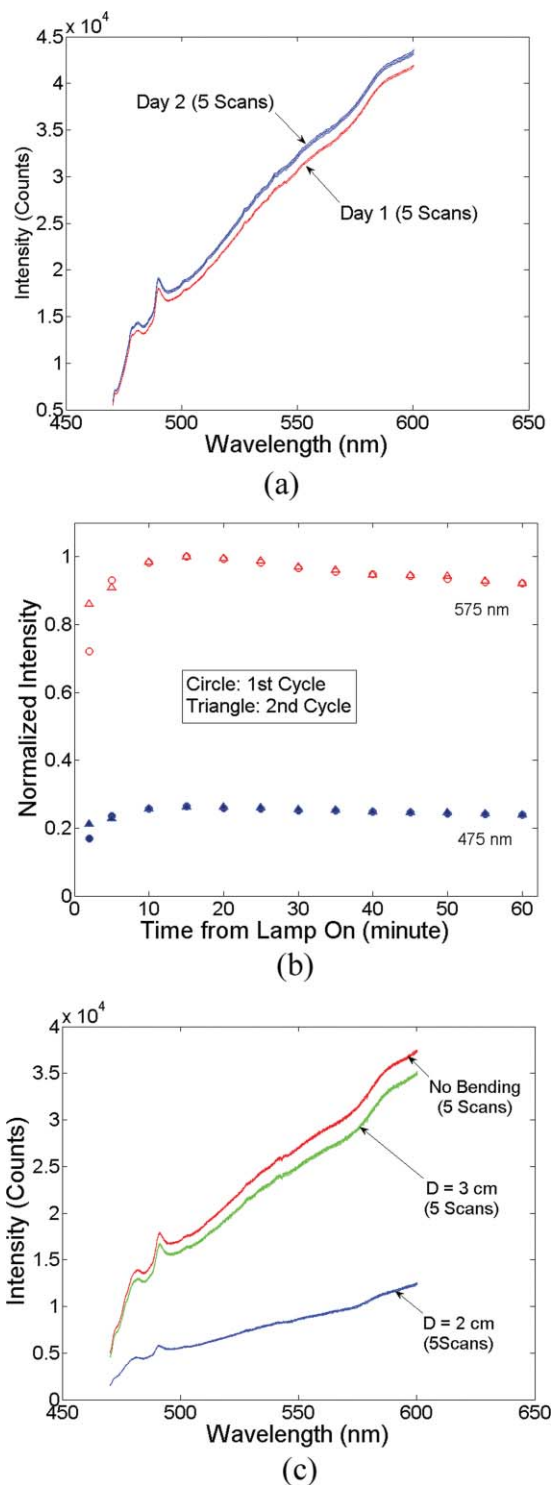 x 10⁴
4.5
4
3.5
3
2.5
2
1.5
1
0.5
Intensity (Counts)
Day 2 (5 Scans)
Day 1 (5 Scans)
450
500
550
600
650
Wavelength (nm)
(a)
1
0.8
0.6
0.4
0.2
0
Normalized Intensity
575 nm
Circle: 1st Cycle
Triangle: 2nd Cycle
475 nm
0
10
20
30
40
50
60
Time from Lamp On (minute)
(b)
x 10⁴
4
3.5
3
2.5
2
1.5
1
0.5
0
Intensity (Counts)
No Bending
(5 Scans)
D = 3 cm
(5 Scans)
D = 2 cm
(5Scans)
450
500
550
600
650
Wavelength (nm)
(c)